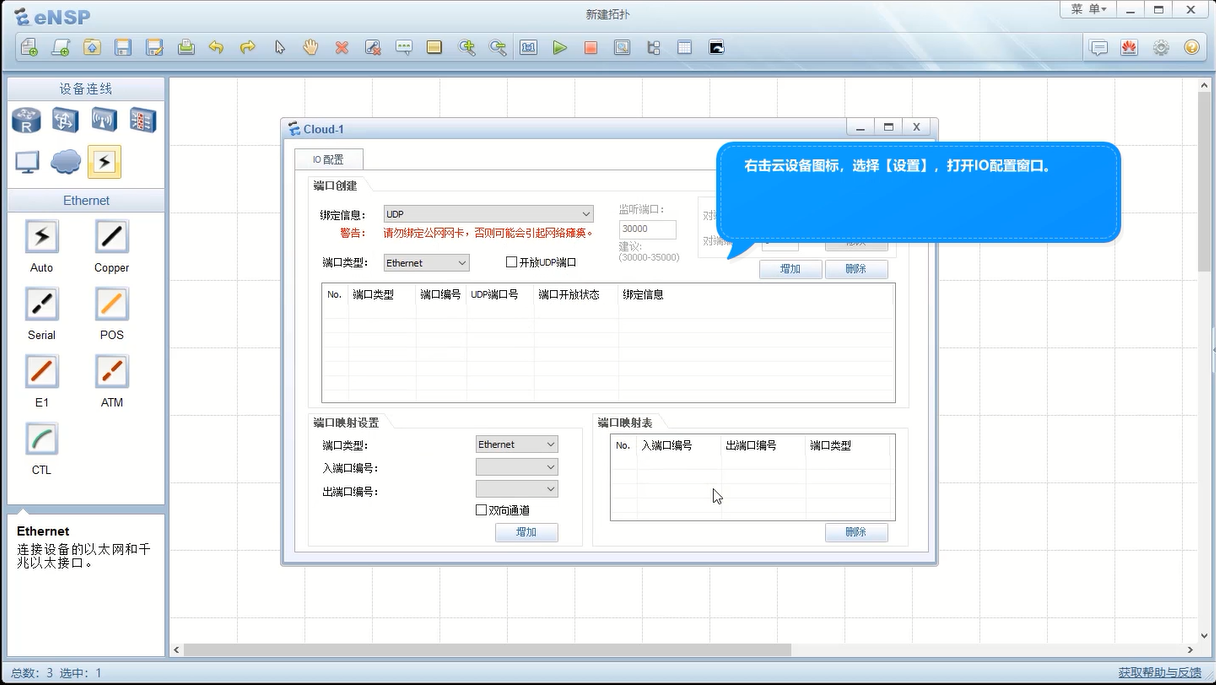 eNSP
新建拓扑
菜 单
设备连线
Ethernet
Auto
Copper
Serial
POS
E1
ATM
CTL
Ethernet
连接设备的以太网和千
兆以太接口。
Cloud-1
IO 配置
右击云设备图标，选择【设置】，打开IO配置窗口。
端口创建
绑定信息：
UDP
警告：
请勿绑定公网网卡，否则可能会引起网络瘫痪。
端口类型：
Ethernet
开放UDP端口
监听端口：
30000
建议:
(30000-35000)
增加
删除
No.
端口类型
端口编号
UDP端口号
端口开放状态
绑定信息
端口映射设置
端口类型：
Ethernet
入端口编号：
出端口编号：
双向通道
增加
端口映射表
No.
入端口编号
出端口编号
端口类型
删除
总数：3 选中：1
获取帮助与反馈